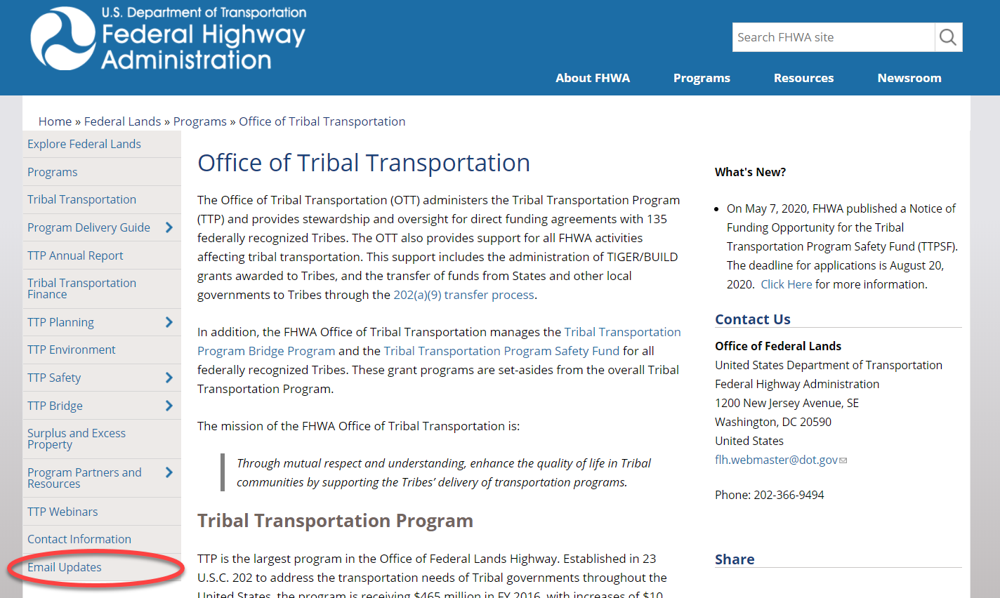 U.S. Department of Transportation
Federal Highway
Administration
Search FHWA site
About FHWA Programs Resources Newsroom
Home » Federal Lands » Programs » Office of Tribal Transportation
Explore Federal Lands
Programs
Tribal Transportation
Program Delivery Guide
TTP Annual Report
Tribal Transportation
Finance
TTP Planning
TTP Environment
TTP Safety
TTP Bridge
Surplus and Excess
Property
Program Partners and
Resources
TTP Webinars
Contact Information
Email Updates
Office of Tribal Transportation
The Office of Tribal Transportation (OTT) administers the Tribal Transportation Program
(TTP) and provides stewardship and oversight for direct funding agreements with 135
federally recognized Tribes. The OTT also provides support for all FHWA activities
affecting tribal transportation. This support includes the administration of TIGER/BUILD
grants awarded to Tribes, and the transfer of funds from States and other local
governments to Tribes through the 202(a)(9) transfer process.
In addition, the FHWA Office of Tribal Transportation manages the Tribal Transportation
Program Bridge Program and the Tribal Transportation Program Safety Fund for all
federally recognized Tribes. These grant programs are set-asides from the overall Tribal
Transportation Program.
The mission of the FHWA Office of Tribal Transportation is:
Through mutual respect and understanding, enhance the quality of life in Tribal
communities by supporting the Tribes’ delivery of transportation programs.
Tribal Transportation Program
TTP is the largest program in the Office of Federal Lands Highway. Established in 23
U.S.C. 202 to address the transportation needs of Tribal governments throughout the
United States, the program is receiving $465 million in FY 2016, with increases of $10
What's New?
• On May 7, 2020, FHWA published a Notice of
Funding Opportunity for the Tribal
Transportation Program Safety Fund (TTPSF).
The deadline for applications is August 20,
2020. Click Here for more information.
Contact Us
Office of Federal Lands
United States Department of Transportation
Federal Highway Administration
1200 New Jersey Avenue, SE
Washington, DC 20590
United States
flh.webmaster@dot.gov
Phone: 202-366-9494
Share